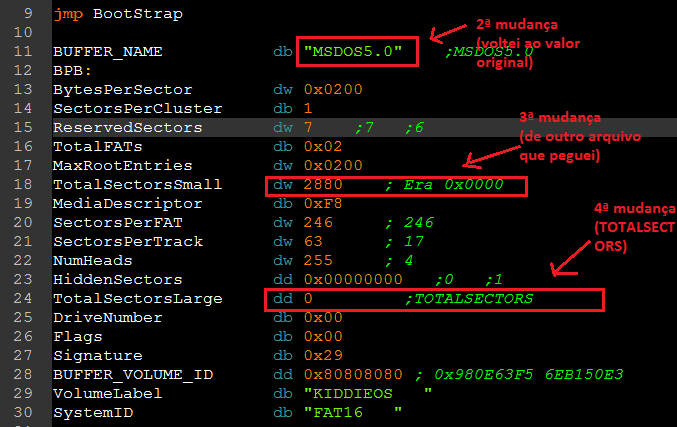 9 jmp BootStrap
10
11 BUFFER_NAME db "MSDOS5.0" ;MSDOS5.0
12 BPB:
13 BytesPerSector dw 0x0200
14 SectorsPerCluster db 1
15 ReservedSectors dw 7 ;7 ;6
16 TotalFATs db 0x02
17 MaxRootEntries dw 0x0200
18 TotalSectorsSmall dw 2880 ; Era 0x0000
19 MediaDescriptor db 0xF8
20 SectorsPerFAT dw 246 ; 246
21 SectorsPerTrack dw 63 ; 17
22 NumHeads dw 255 ; 4
23 HiddenSectors dd 0x00000000 ;0 ;1
24 TotalSectorsLarge dd 0 ;TOTALSECTORS
25 DriveNumber db 0x00
26 Flags db 0x00
27 Signature db 0x29
28 BUFFER_VOLUME_ID dd 0x80808080 ; 0x980E63F5 6EB150E3
29 VolumeLabel db "KIDDIEOS   "
30 SystemID db "FAT16   "
2ª mudança
(voltei ao valor
original)
3ª mudança
(de outro arquivo
que peguei)
4ª mudança
(TOTALSECT
ORS)